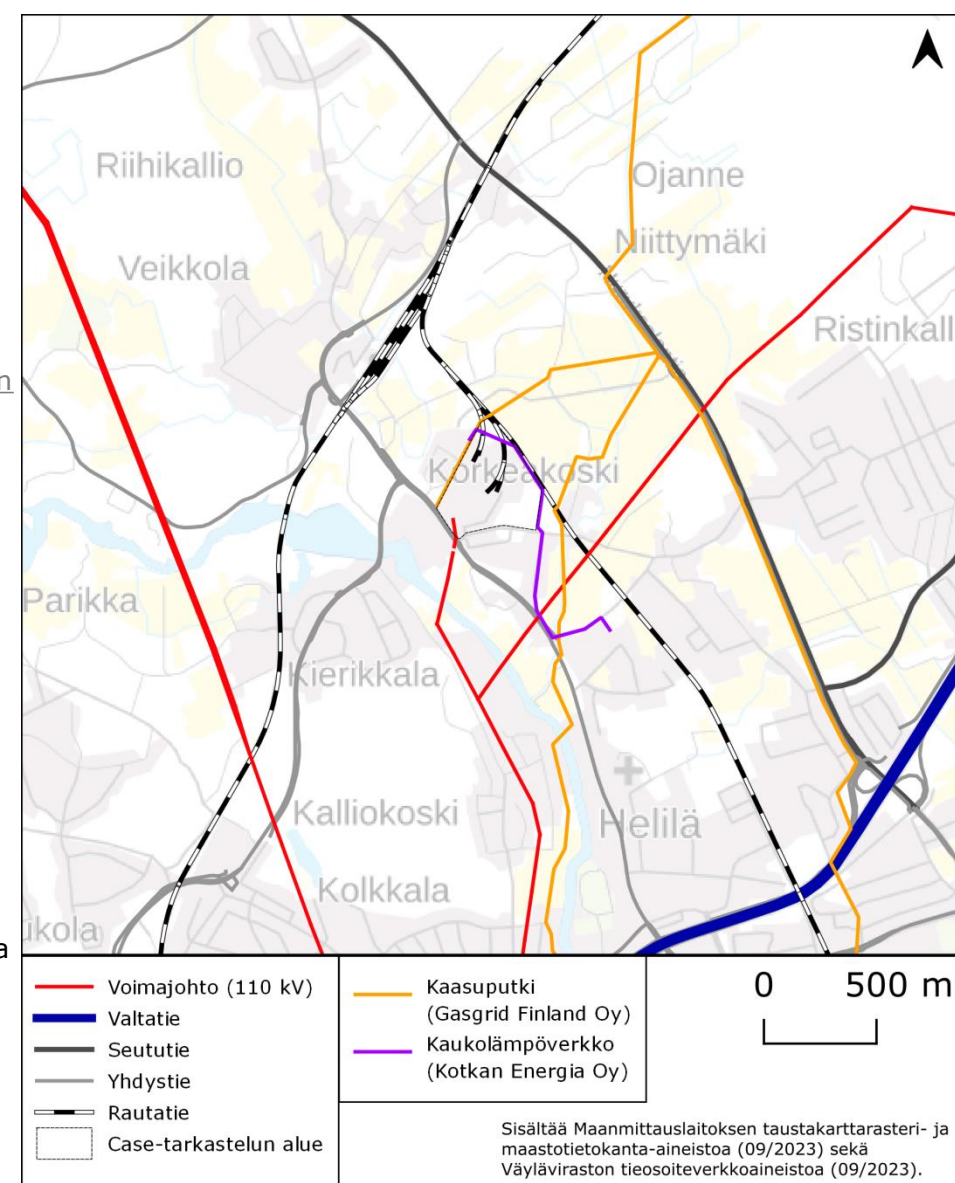 Riihikallio
Ojanne
Niittymäki
Veikkola
Ristinkall
n
Korkeakoski
Parikka
Kierikkala
Kalliokoski
Helilä
Kolkkala
ikola
a
Voimajohto (110 kV)
Valtatie
Seututie
Yhdystie
Rautatie
Case-tarkastelun alue
Kaasuputki
(Gasgrid Finland Oy)
Kaukolämpöverkko
(Kotkan Energia Oy)
0 500 m
Sisältää Maanmittauslaitoksen taustakarttarasteri- ja
maastotietokanta-aineistoa (09/2023) sekä
Väyläviraston tieosoiteverkkoaineistoa (09/2023).